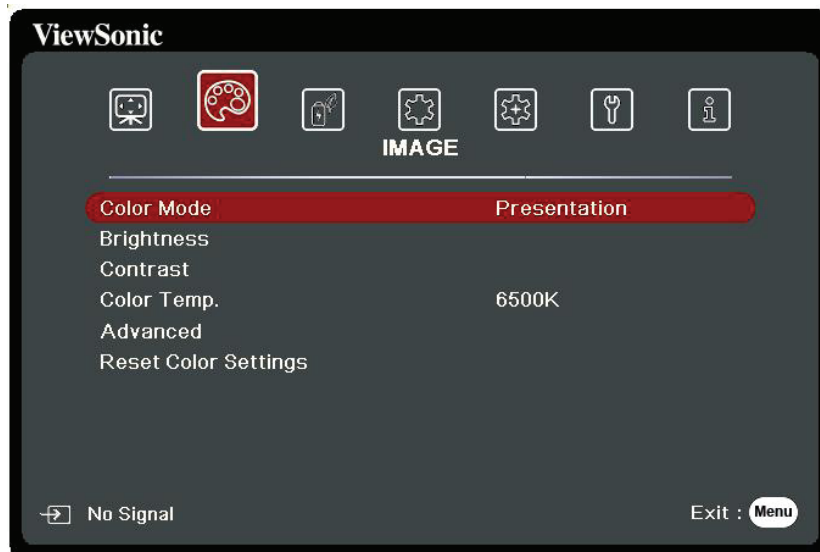 ViewSonic
IMAGE
Color Mode Presentation
Brightness
Contrast
Color Temp. 6500K
Advanced
Reset Color Settings
No Signal Exit : Menu